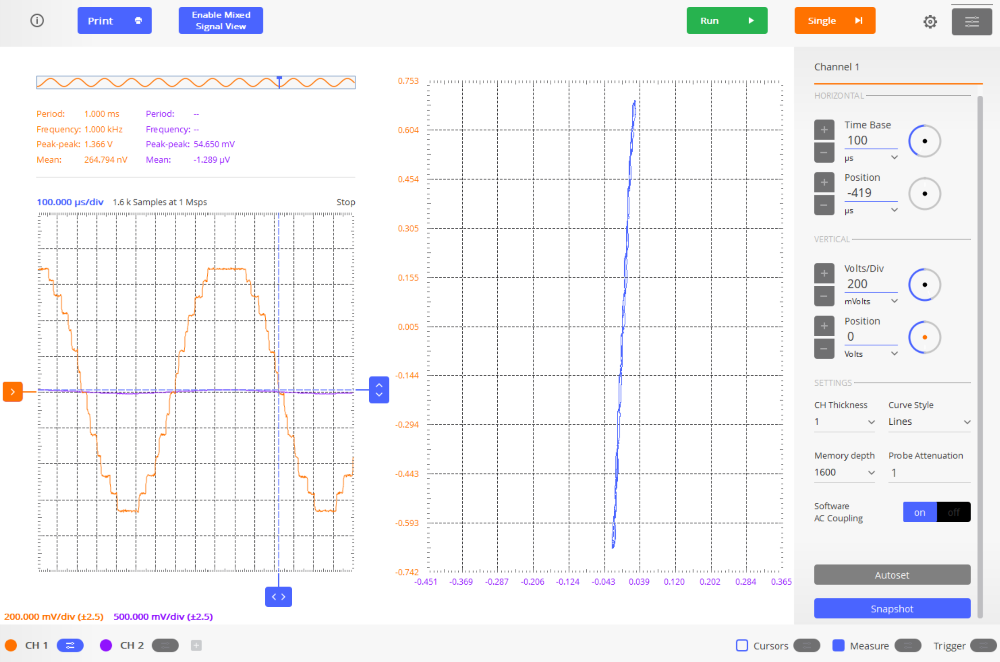 Print
Enable Mixed
Signal View
Run
Single
Period: 1.000 ms Period: --
Frequency: 1.000 kHz Frequency: --
Peak-peak: 1.366 V Peak-peak: 54.650 mV
Mean: 264.794 nV Mean: -1.289 µV
100.000 µs/div 1.6 k Samples at 1 Msps Stop
0.753
0.604
0.454
0.305
0.155
0.005
-0.144
-0.294
-0.443
-0.593
-0.742
-0.451 -0.369 -0.287 -0.206 -0.124 -0.043 0.039 0.120 0.202 0.284 0.365
200.000 mV/div (±2.5) 500.000 mV/div (±2.5)
Channel 1
HORIZONTAL
Time Base
100
µs
Position
-419
µs
VERTICAL
Volts/Div
200
mVolts
Position
0
Volts
SETTINGS
CH Thickness Curve Style
1 Lines
Memory depth Probe Attenuation
1600 1
Software
AC Coupling
on off
Autoset
Snapshot
CH 1 CH 2 Cursors Measure Trigger